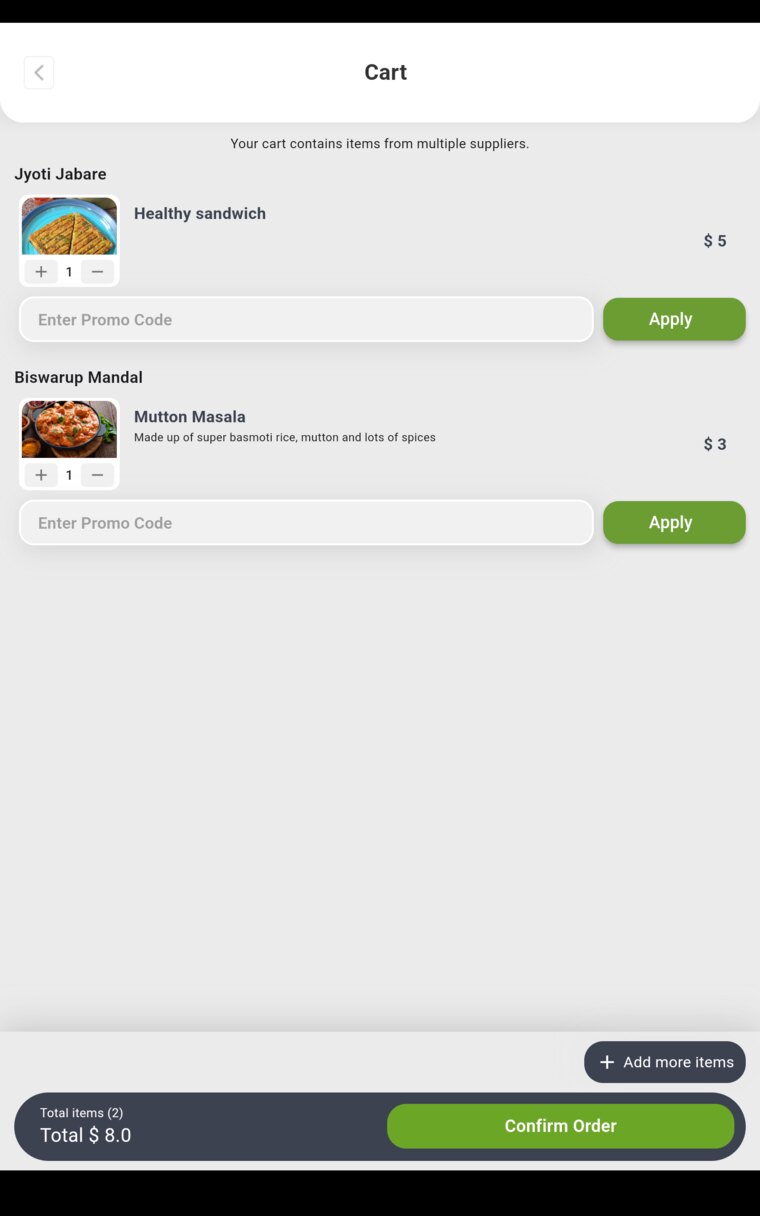 Cart
Your cart contains items from multiple suppliers.
Jyoti Jabare
Healthy sandwich
$ 5
+ 1 −
Enter Promo Code
Apply
Biswarup Mandal
Mutton Masala
Made up of super basmoti rice, mutton and lots of spices
$ 3
+ 1 −
Enter Promo Code
Apply
+ Add more items
Total items (2)
Total $ 8.0
Confirm Order